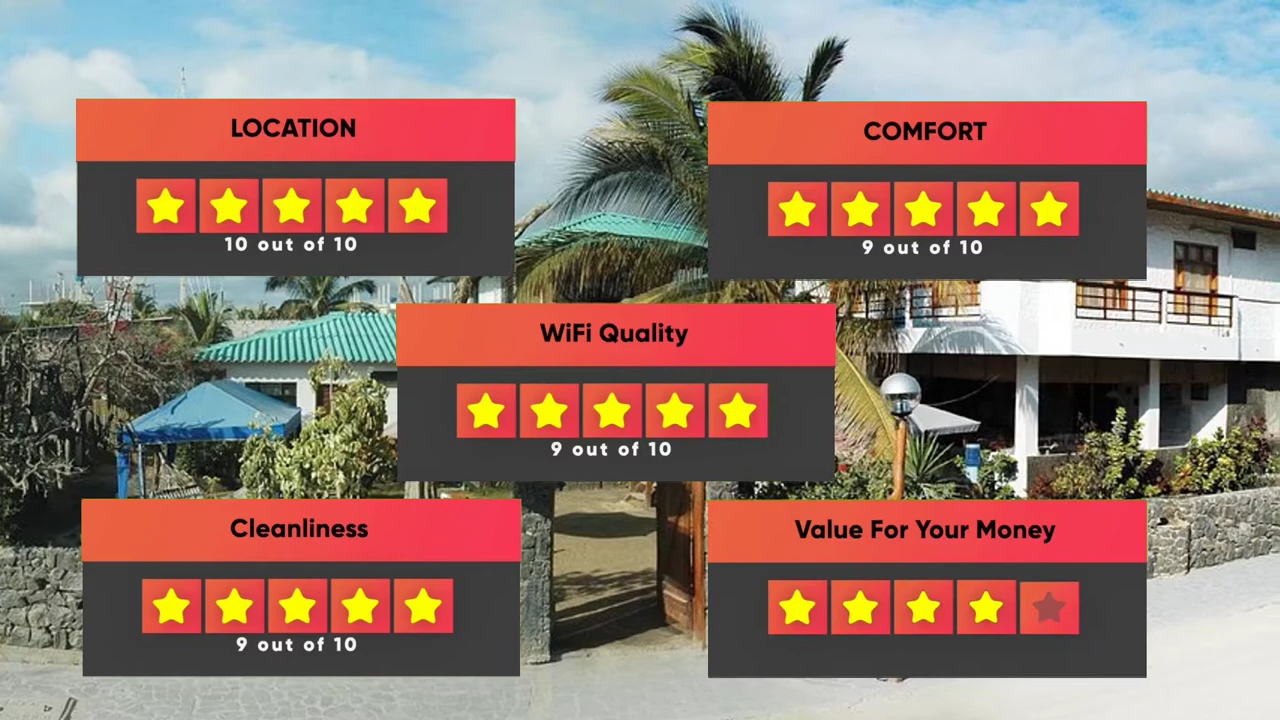 LOCATION
10 out of 10
COMFORT
9 out of 10
WiFi Quality
9 out of 10
Cleanliness
9 out of 10
Value For Your Money